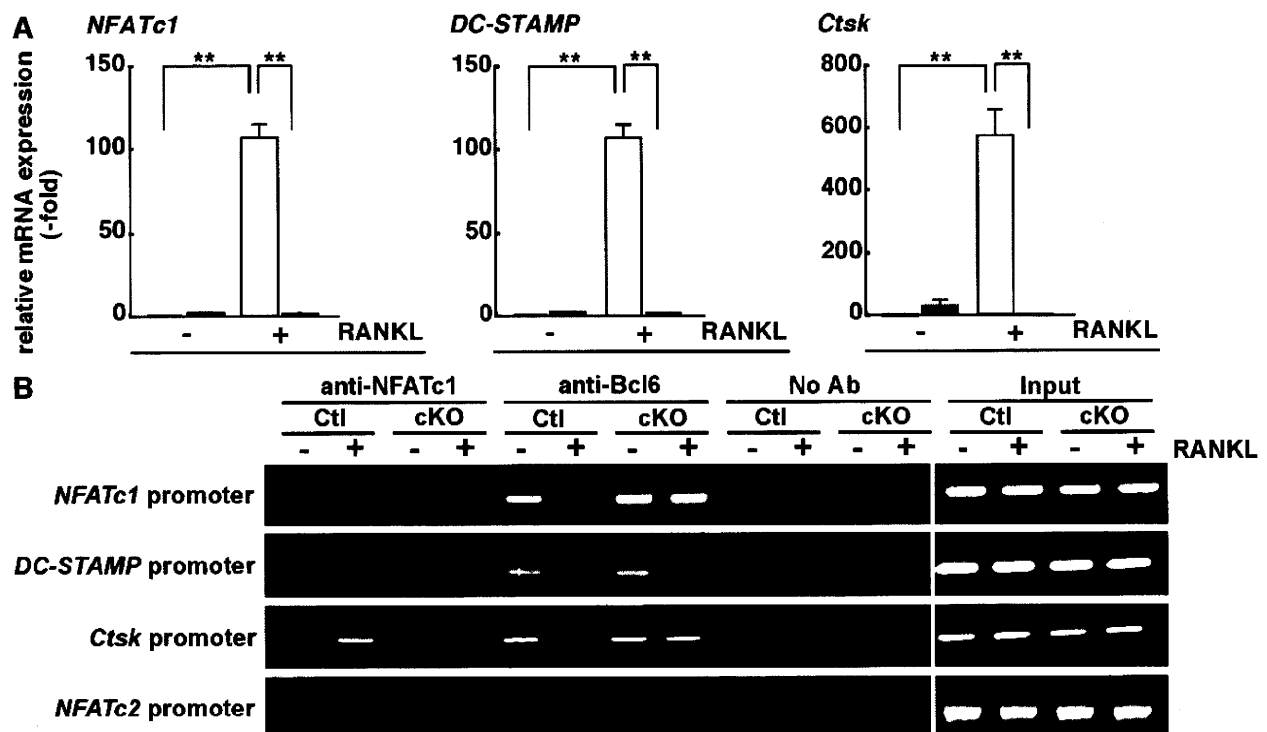 A
NFATc1
DC-STAMP
Ctsk
relative mRNA expression
(-fold)
150
100
50
0
** **
- + RANKL
150
100
50
0
** **
- + RANKL
800
600
400
200
0
** **
- + RANKL
B
anti-NFATc1 anti-Bcl6 No Ab Input
Ctl cKO Ctl cKO Ctl cKO Ctl cKO
- + - + - + - + - + - + - + - + RANKL
NFATc1 promoter
DC-STAMP promoter
Ctsk promoter
NFATc2 promoter